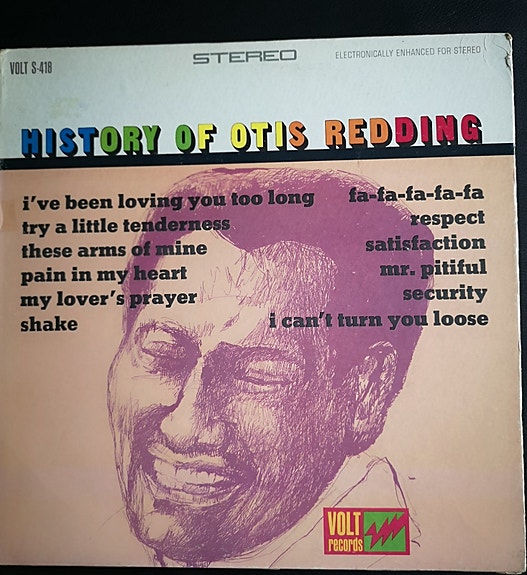 VOLT S-418
STEREO
ELECTRONICALLY ENHANCED FOR STEREO
HISTORY OF OTIS REDDING
i've been loving you too long
try a little tenderness
these arms of mine
pain in my heart
my lover's prayer
shake
fa-fa-fa-fa-fa
respect
satisfaction
mr. pitiful
security
i can't turn you loose
VOLT
records